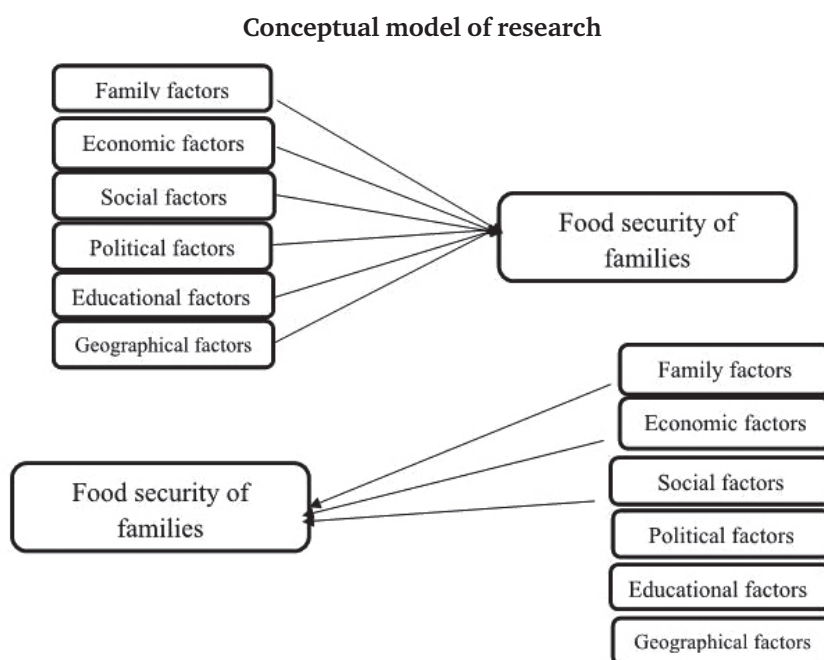 Conceptual model of research
Family factors
Economic factors
Social factors
Political factors
Educational factors
Geographical factors
Food security of
families
Family factors
Economic factors
Social factors
Political factors
Educational factors
Geographical factors
Food security of
families